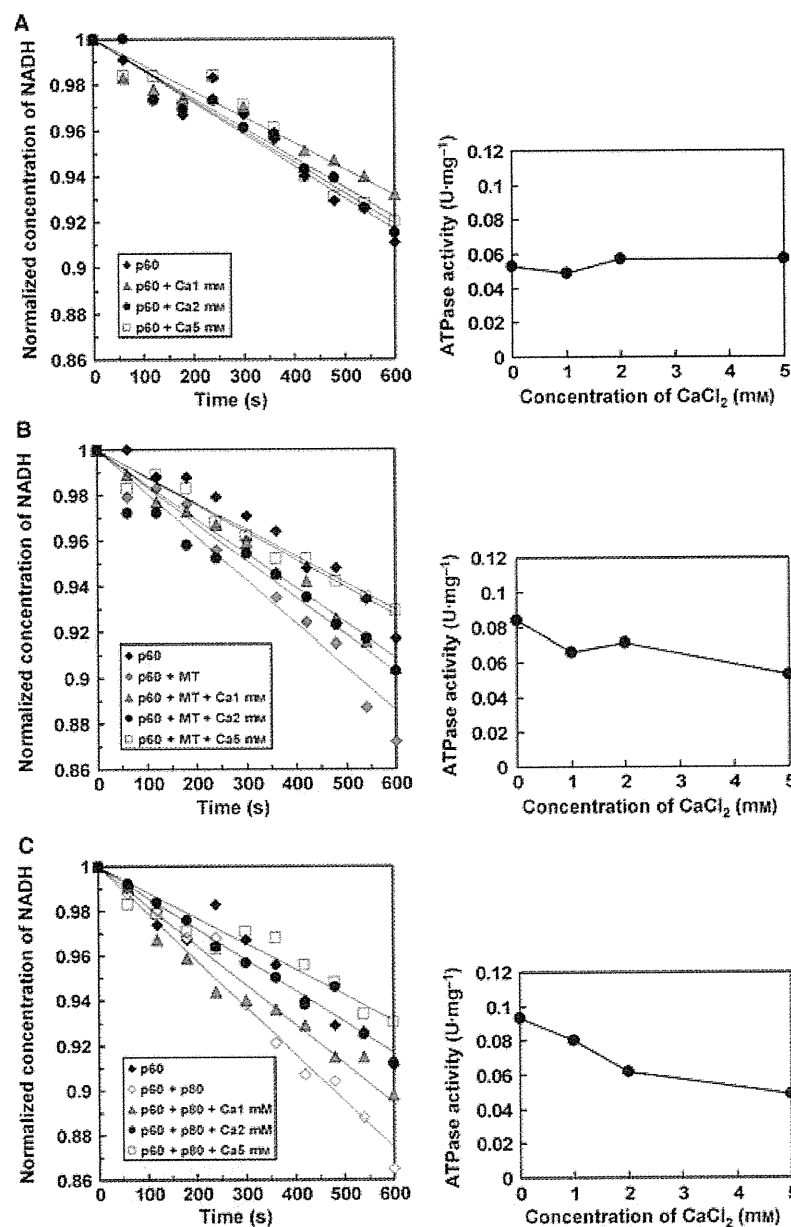 A
Normalized concentration of NADH
1
0.98
0.96
0.94
0.92
0.9
0.88
0.86
p60
p60 + Ca1 mM
p60 + Ca2 mM
p60 + Ca5 mM
0 100 200 300 400 500 600
Time (s)
ATPase activity (U·mg⁻¹)
0.12
0.1
0.08
0.06
0.04
0.02
0
0 1 2 3 4 5
Concentration of CaCl₂ (mM)
B
Normalized concentration of NADH
1
0.98
0.96
0.94
0.92
0.9
0.88
0.86
p60
p60 + MT
p60 + MT + Ca1 mM
p60 + MT + Ca2 mM
p60 + MT + Ca5 mM
0 100 200 300 400 500 600
Time (s)
ATPase activity (U·mg⁻¹)
0.12
0.1
0.08
0.06
0.04
0.02
0
0 1 2 3 4 5
Concentration of CaCl₂ (mM)
C
Normalized concentration of NADH
1
0.98
0.96
0.94
0.92
0.9
0.88
0.86
p60
p60 + p80
p60 + p80 + Ca1 mM
p60 + p80 + Ca2 mM
p60 + p80 + Ca5 mM
0 100 200 300 400 500 600
Time (s)
ATPase activity (U·mg⁻¹)
0.12
0.1
0.08
0.06
0.04
0.02
0
0 1 2 3 4 5
Concentration of CaCl₂ (mM)